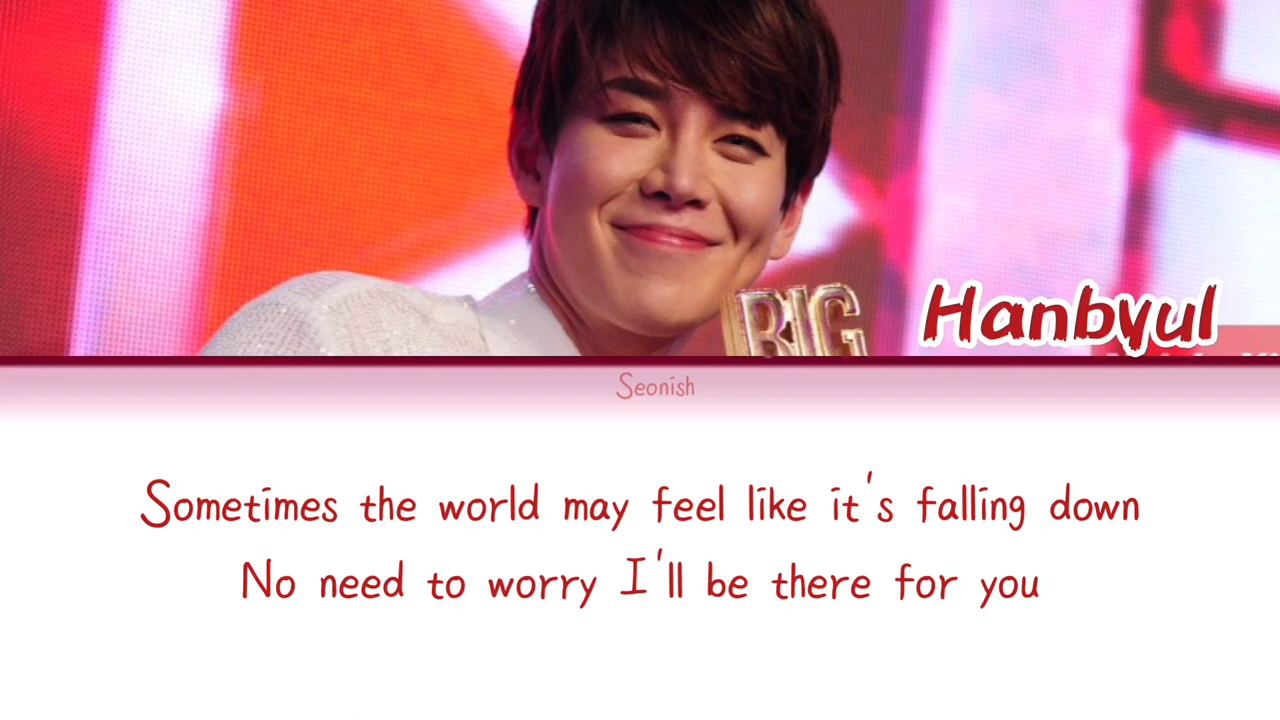 BIG
Hanbyul
Seonish
Sometimes the world may feel like it's falling down
No need to worry I'll be there for you